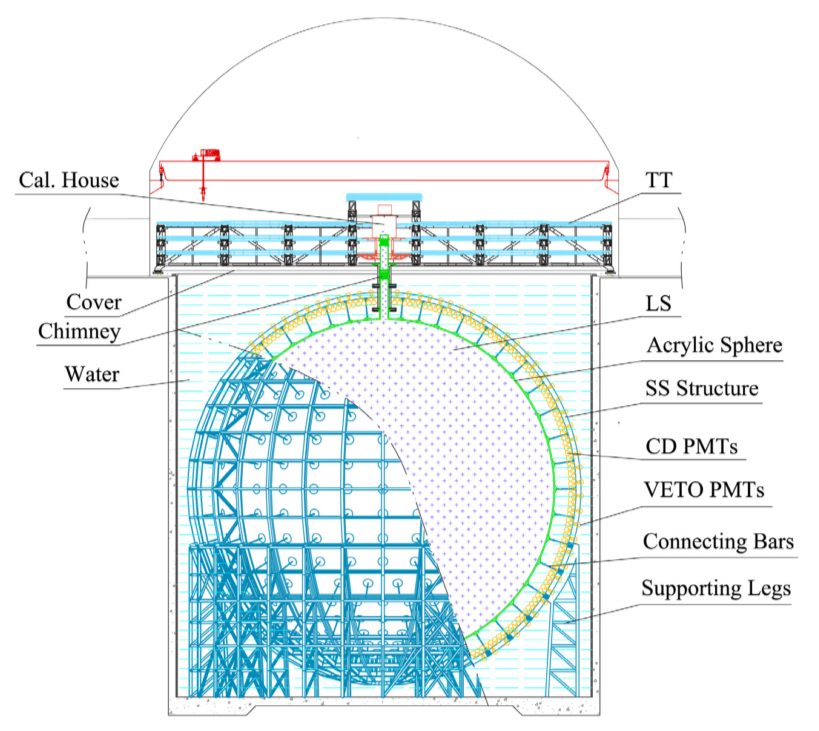 Cal. House
TT
Cover
Chimney
Water
LS
Acrylic Sphere
SS Structure
CD PMTs
VETO PMTs
Connecting Bars
Supporting Legs